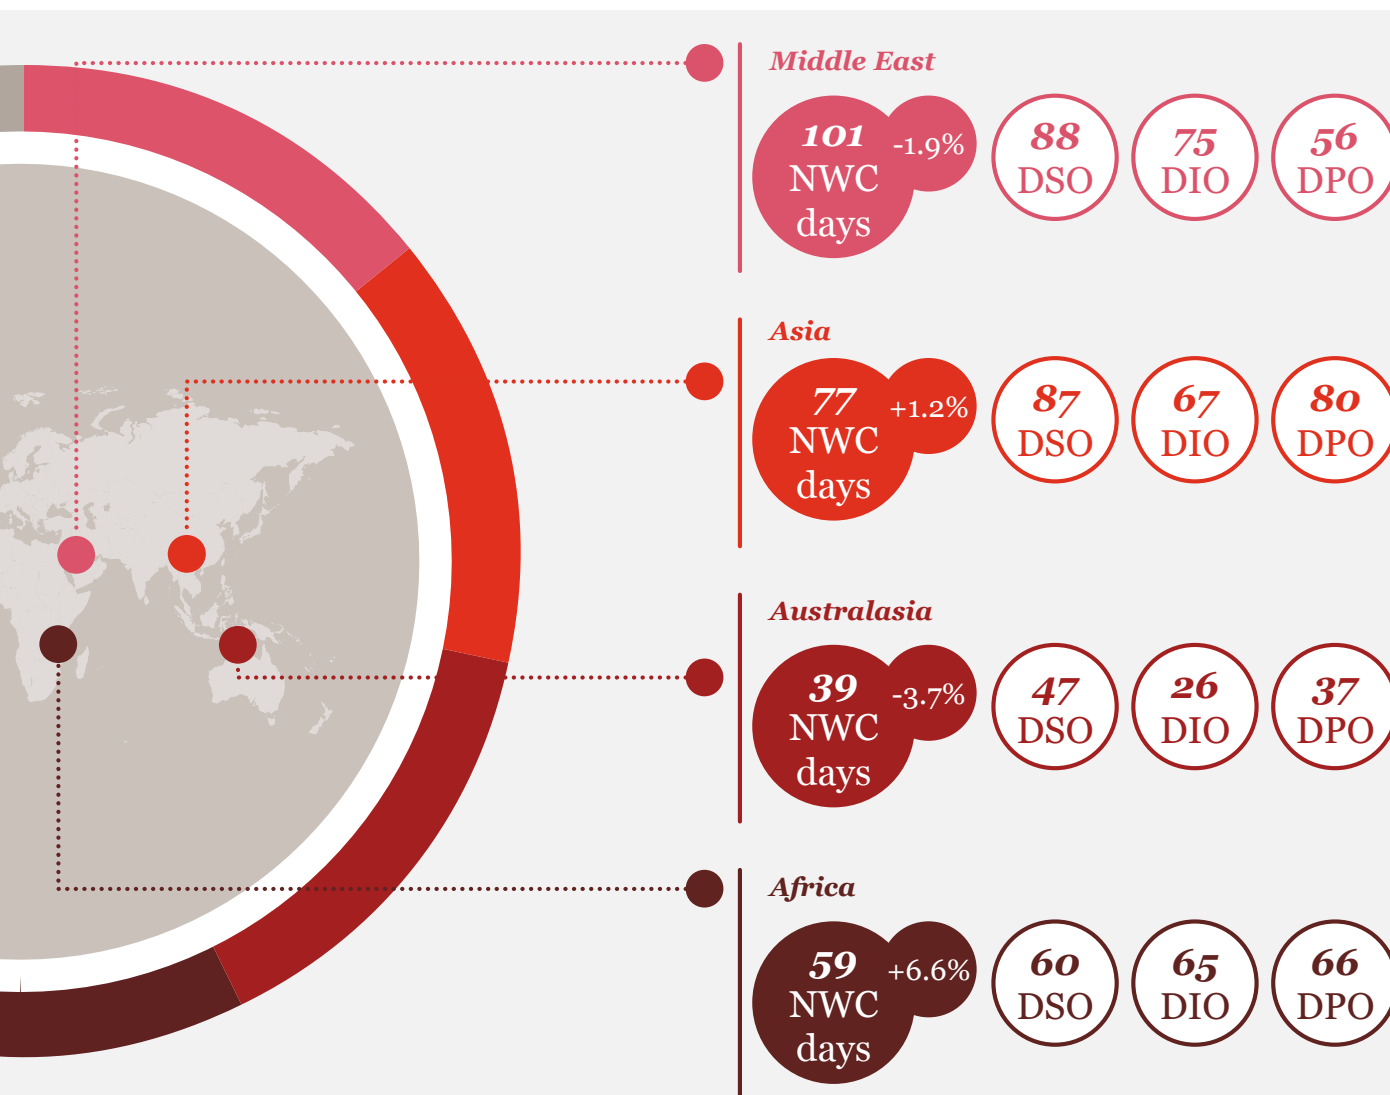 Middle East
101
NWC
days
-1.9%
88
DSO
75
DIO
56
DPO
Asia
77
NWC
days
+1.2%
87
DSO
67
DIO
80
DPO
Australasia
39
NWC
days
-3.7%
47
DSO
26
DIO
37
DPO
Africa
59
NWC
days
+6.6%
60
DSO
65
DIO
66
DPO